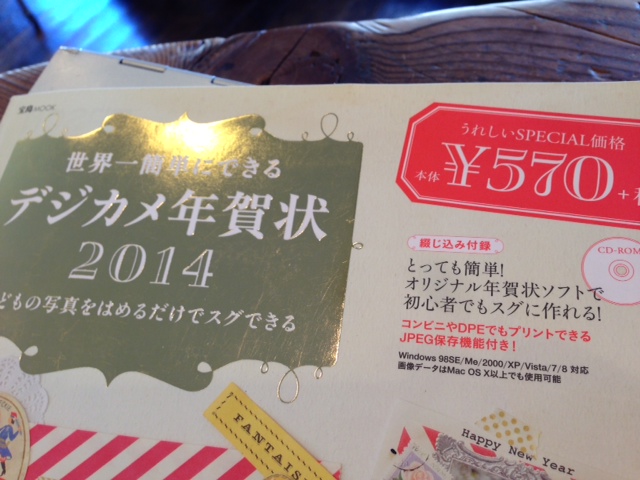 宝島MOOK
世界一簡単にできる
デジカメ年賀状
2014
どもの写真をはめるだけでスグできる
うれしいSPECIAL価格
本体 ¥570+
綴じ込み付録
CD-ROM
とっても簡単!
オリジナル年賀状ソフトで
初心者でもスグに作れる!
コンビニやDPEでもプリントできる
JPEG保存機能付き!
Windows 98SE/Me/2000/XP/Vista/7/8 対応
画像データはMac OS X以上でも使用可能
FANTAIS
Happy New Year